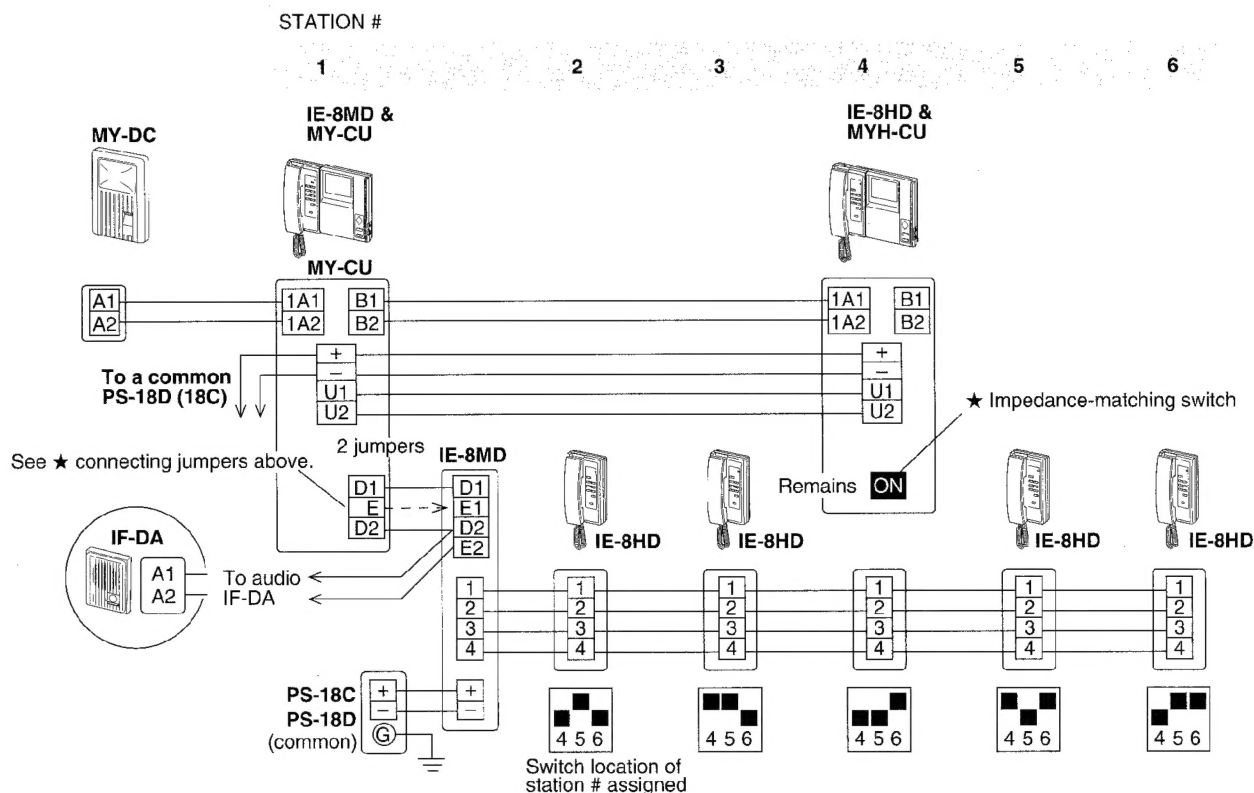 STATION #
1 2 3 4 5 6
MY-DC
IE-8MD &
MY-CU
IE-8HD &
MYH-CU
MY-CU
A1
A2
1A1 B1
1A2 B2
+
–
U1
U2
1A1 B1
1A2 B2
+
–
U1
U2
To a common
PS-18D (18C)
★ Impedance-matching switch
Remains ON
2 jumpers
See ★ connecting jumpers above.
D1
E
D2
IE-8MD
D1
E1
D2
E2
1
2
3
4
+
–
IF-DA
A1
A2
To audio
IF-DA
IE-8HD
IE-8HD
IE-8HD
IE-8HD
1
2
3
4
1
2
3
4
1
2
3
4
1
2
3
4
1
2
3
4
PS-18C
PS-18D
(common)
+
–
G
4 5 6
4 5 6
4 5 6
4 5 6
4 5 6
Switch location of
station # assigned